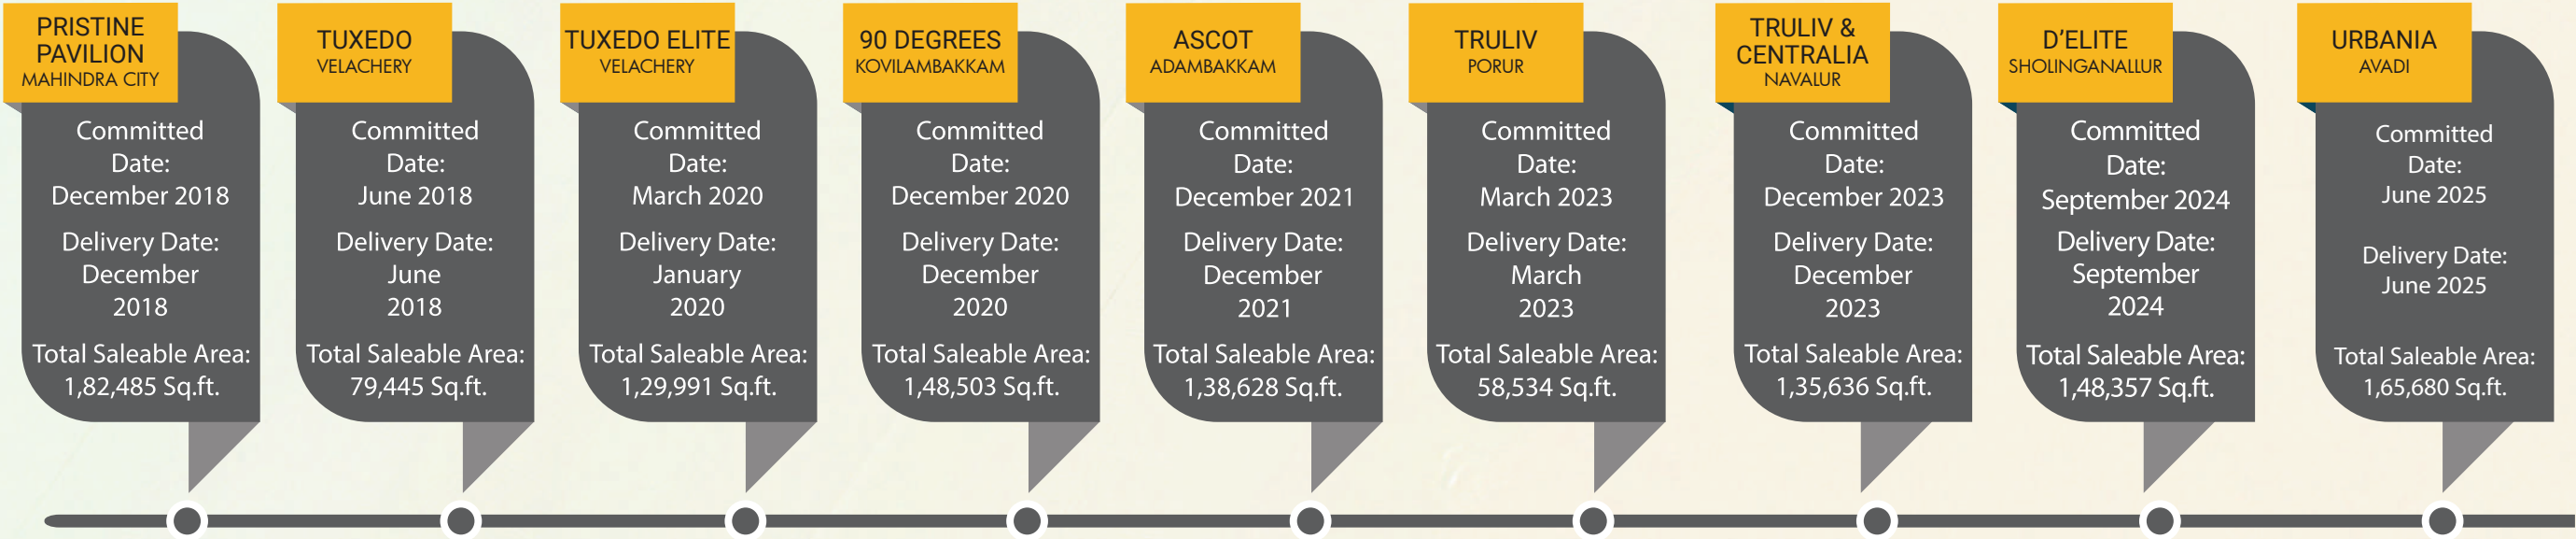 PRISTINE
PAVILION
MAHINDRA CITY
Committed
Date:
December 2018
Delivery Date:
December
2018
Total Saleable Area:
1,82,485 Sq.ft.
TUXEDO
VELACHERY
Committed
Date:
June 2018
Delivery Date:
June
2018
Total Saleable Area:
79,445 Sq.ft.
TUXEDO ELITE
VELACHERY
Committed
Date:
March 2020
Delivery Date:
January
2020
Total Saleable Area:
1,29,991 Sq.ft.
90 DEGREES
KOVILAMBAKKAM
Committed
Date:
December 2020
Delivery Date:
December
2020
Total Saleable Area:
1,48,503 Sq.ft.
ASCOT
ADAMBAKKAM
Committed
Date:
December 2021
Delivery Date:
December
2021
Total Saleable Area:
1,38,628 Sq.ft.
TRULIV
PORUR
Committed
Date:
March 2023
Delivery Date:
March
2023
Total Saleable Area:
58,534 Sq.ft.
TRULIV &
CENTRALIA
NAVALUR
Committed
Date:
December 2023
Delivery Date:
December
2023
Total Saleable Area:
1,35,636 Sq.ft.
D’ELITE
SHOLINGANALLUR
Committed
Date:
September 2024
Delivery Date:
September
2024
Total Saleable Area:
1,48,357 Sq.ft.
URBANIA
AVADI
Committed
Date:
June 2025
Delivery Date:
June 2025
Total Saleable Area:
1,65,680 Sq.ft.